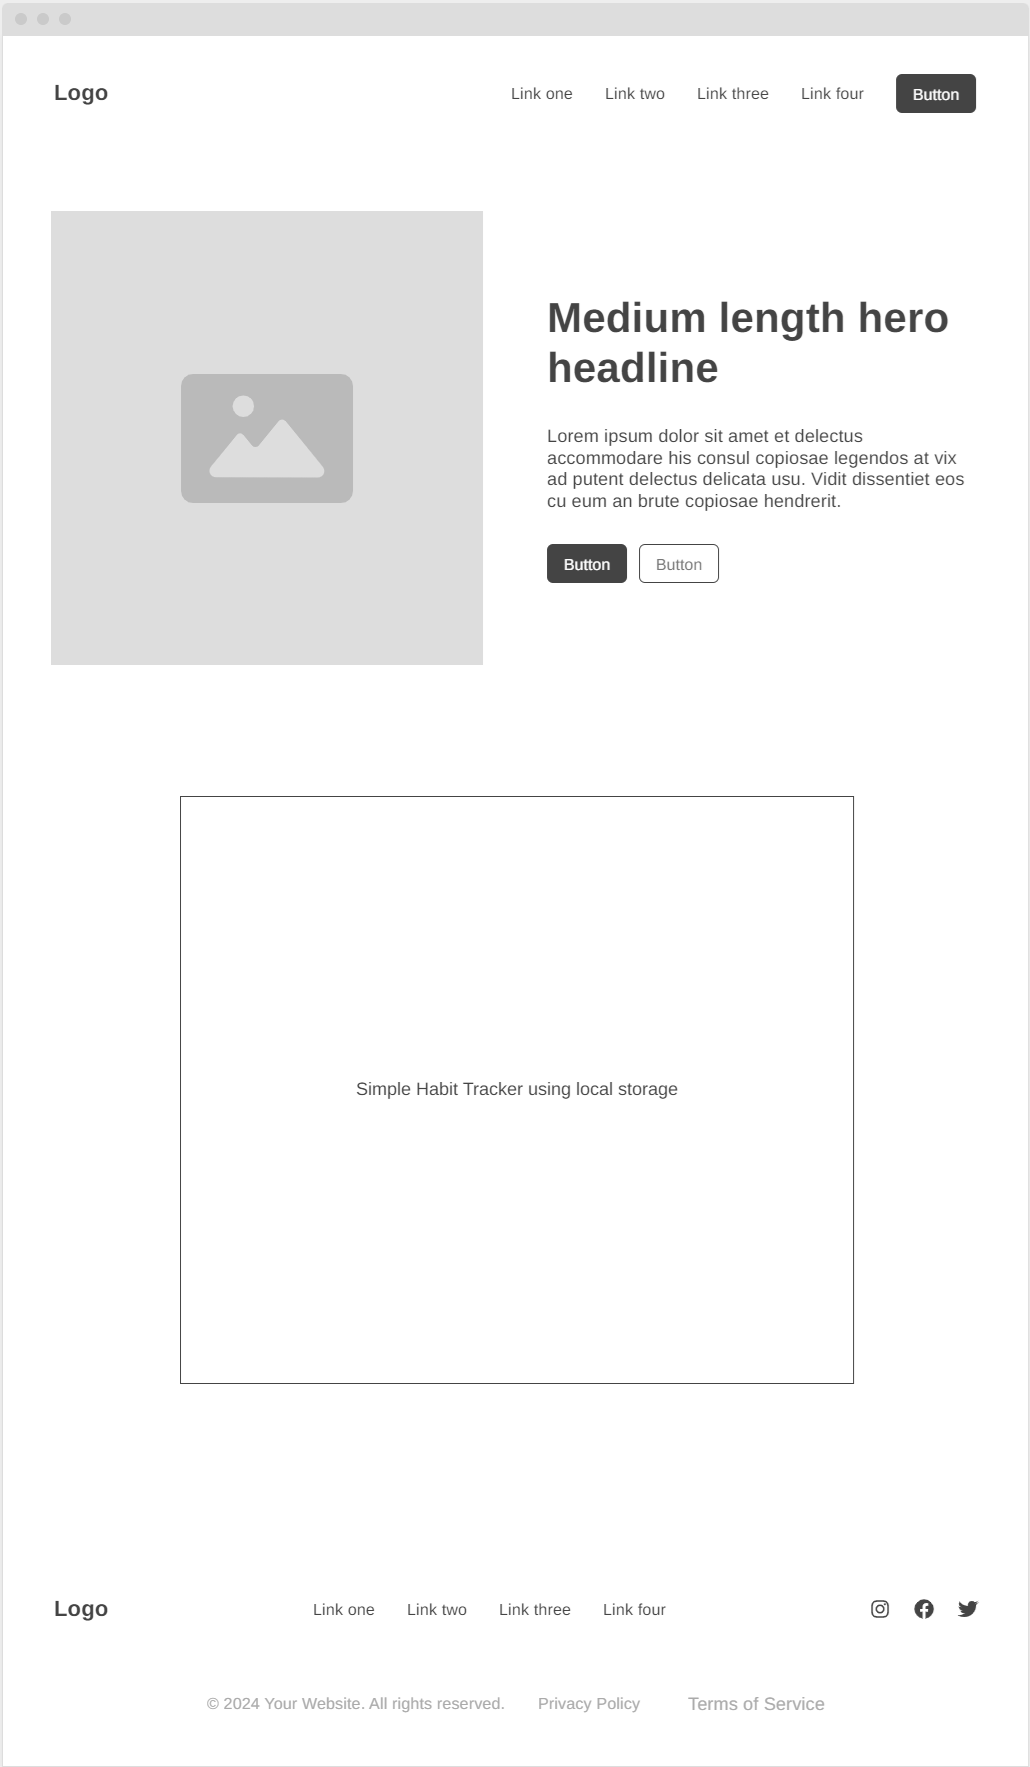 Logo
Link one Link two Link three Link four Button
Medium length hero
headline
Lorem ipsum dolor sit amet et delectus
accommodare his consul copiosae legendos at vix
ad putent delectus delicata usu. Vidit dissentiet eos
cu eum an brute copiosae hendrerit.
Button Button
Simple Habit Tracker using local storage
Logo
Link one Link two Link three Link four
© 2024 Your Website. All rights reserved. Privacy Policy Terms of Service